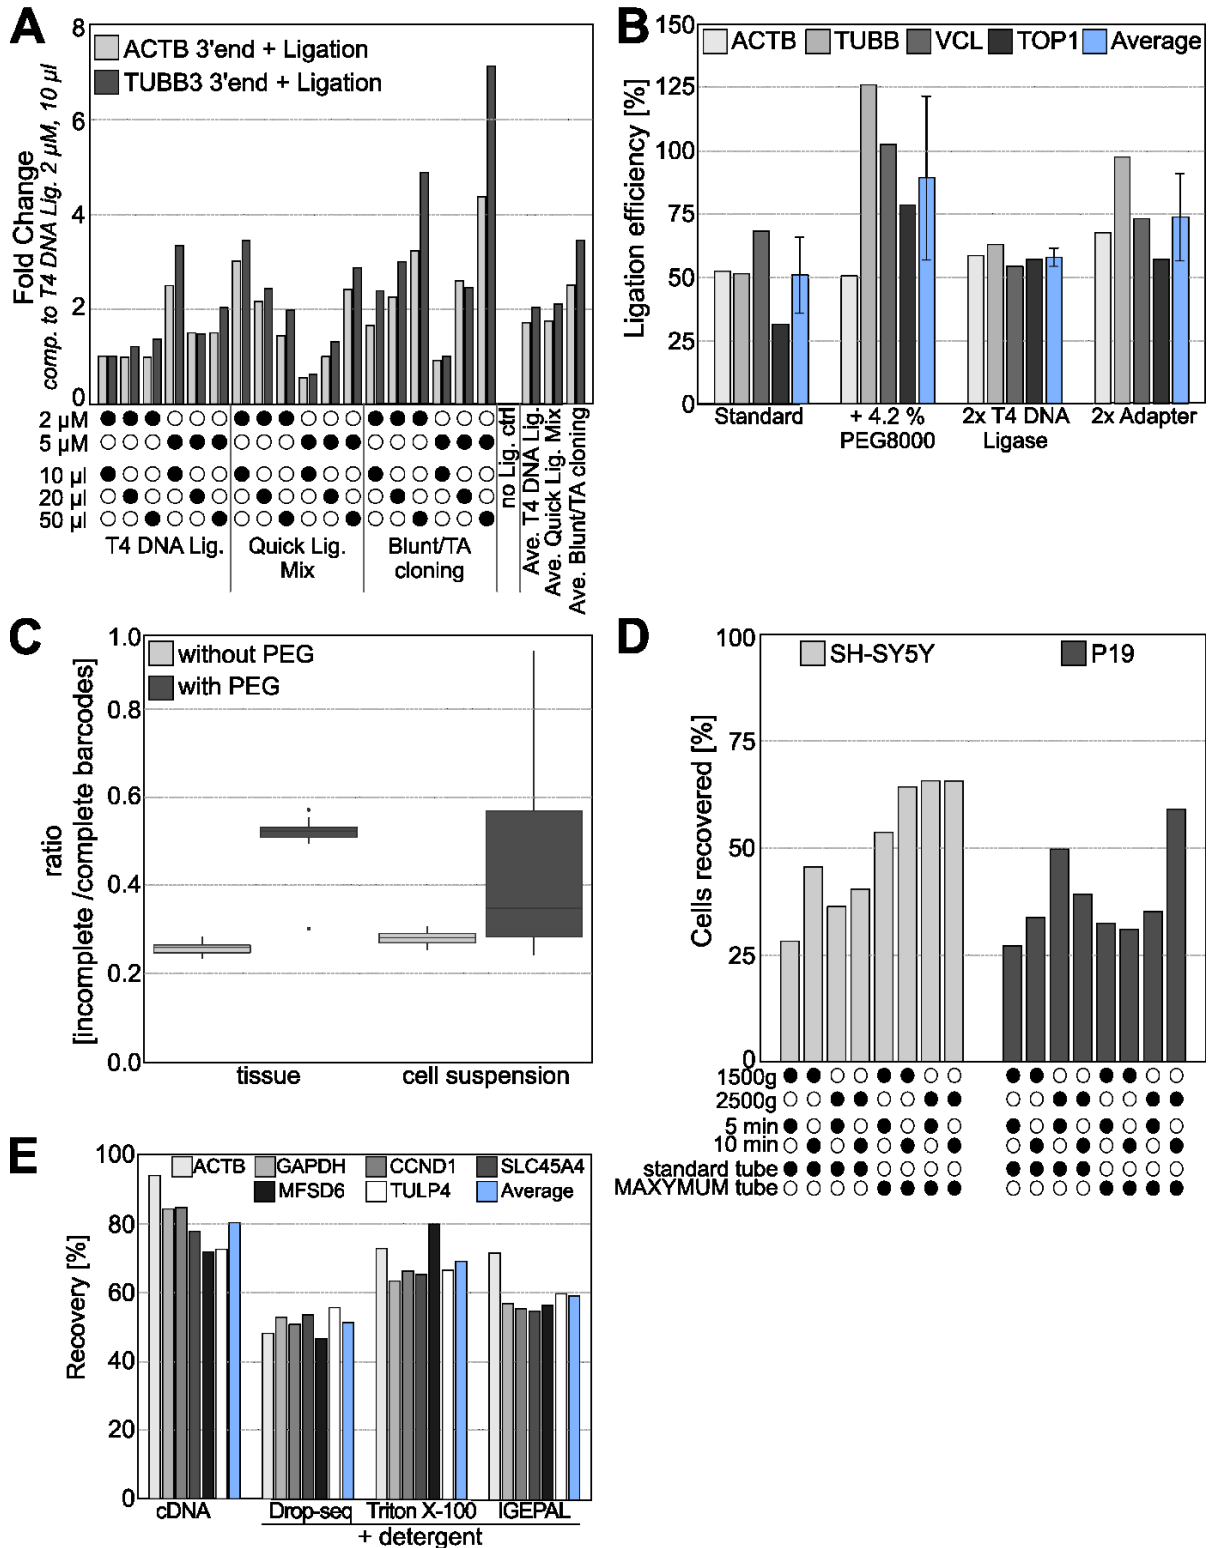 A
8
6
4
2
0
Fold Change
comp. to T4 DNA Lig. 2 µM, 10 µl
ACTB 3'end + Ligation
TUBB3 3'end + Ligation
2 µM
5 µM
10 µl
20 µl
50 µl
T4 DNA Lig.
Quick Lig.
Mix
Blunt/TA
cloning
no Lig. ctrl
Ave. T4 DNA Lig.
Ave. Quick Lig. Mix
Ave. Blunt/TA cloning
B
150
125
100
75
50
25
0
Ligation efficiency [%]
ACTB TUBB VCL TOP1 Average
Standard
+ 4.2 %
PEG8000
2x T4 DNA
Ligase
2x Adapter
C
1.0
0.8
0.6
0.4
0.2
0.0
ratio
[incomplete /complete barcodes]
without PEG
with PEG
tissue
cell suspension
D
100
75
50
25
0
Cells recovered [%]
SH-SY5Y P19
1500g
2500g
5 min
10 min
standard tube
MAXYMUM tube
E
100
80
60
40
20
0
Recovery [%]
ACTB GAPDH CCND1 SLC45A4
MFSD6 TULP4 Average
cDNA
Drop-seq
Triton X-100
IGEPAL
+ detergent